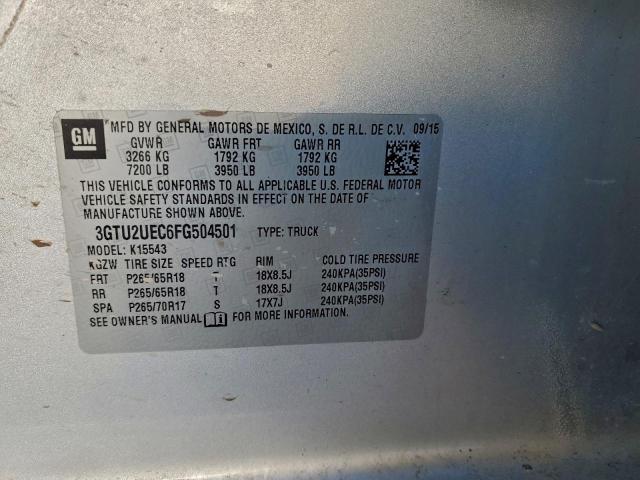 GM
MFD BY GENERAL MOTORS DE MEXICO, S. DE R.L. DE C.V. 09/15
GVWR GAWR FRT GAWR RR
3266 KG 1792 KG 1792 KG
7200 LB 3950 LB 3950 LB
THIS VEHICLE CONFORMS TO ALL APPLICABLE U.S. FEDERAL MOTOR
VEHICLE SAFETY STANDARDS IN EFFECT ON THE DATE OF
MANUFACTURE SHOWN ABOVE.
3GTU2UEC6FG504501 TYPE: TRUCK
MODEL: K15543
KGZW TIRE SIZE SPEED RTG RIM COLD TIRE PRESSURE
FRT P265/65R18 T 18X8.5J 240KPA(35PSI)
RR P265/65R18 T 18X8.5J 240KPA(35PSI)
SPA P265/70R17 S 17X7J 240KPA(35PSI)
SEE OWNER'S MANUAL FOR MORE INFORMATION.